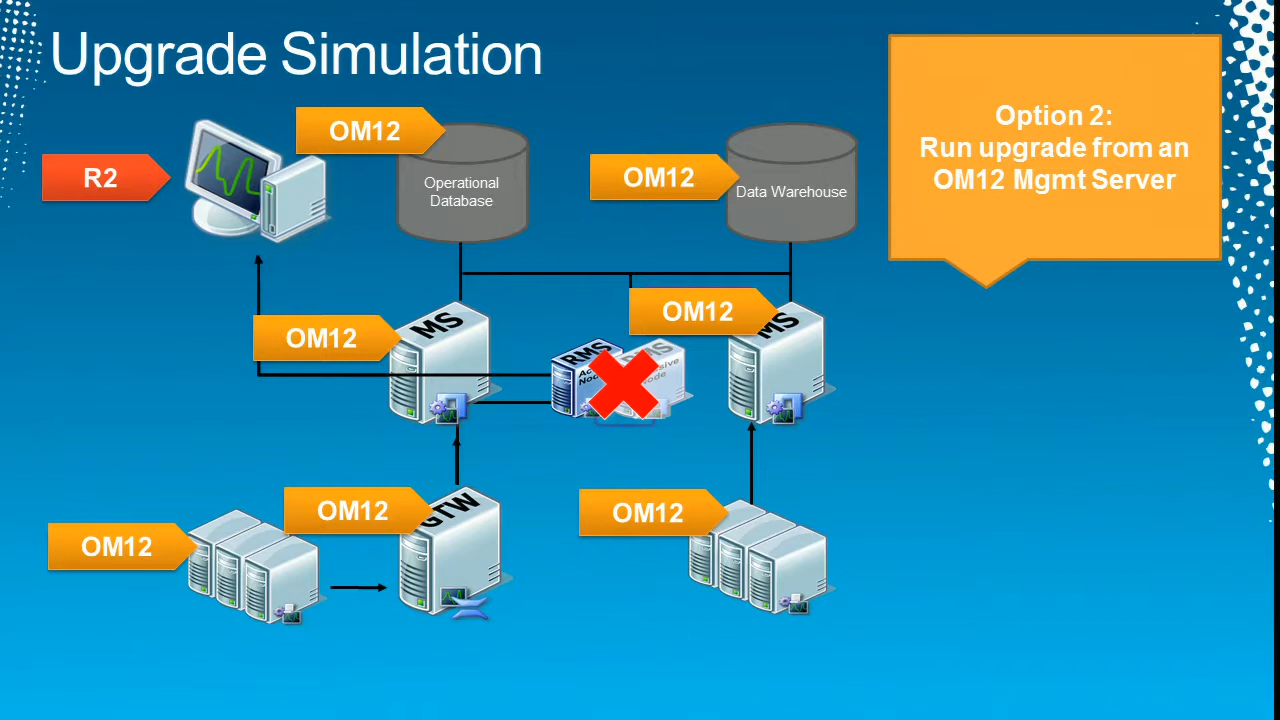 Upgrade Simulation
Option 2:
Run upgrade from an
OM12 Mgmt Server
OM12
R2
OM12
Operational
Database
Data Warehouse
OM12
OM12
MS
MS
RMS
OM12
GTW
OM12
OM12